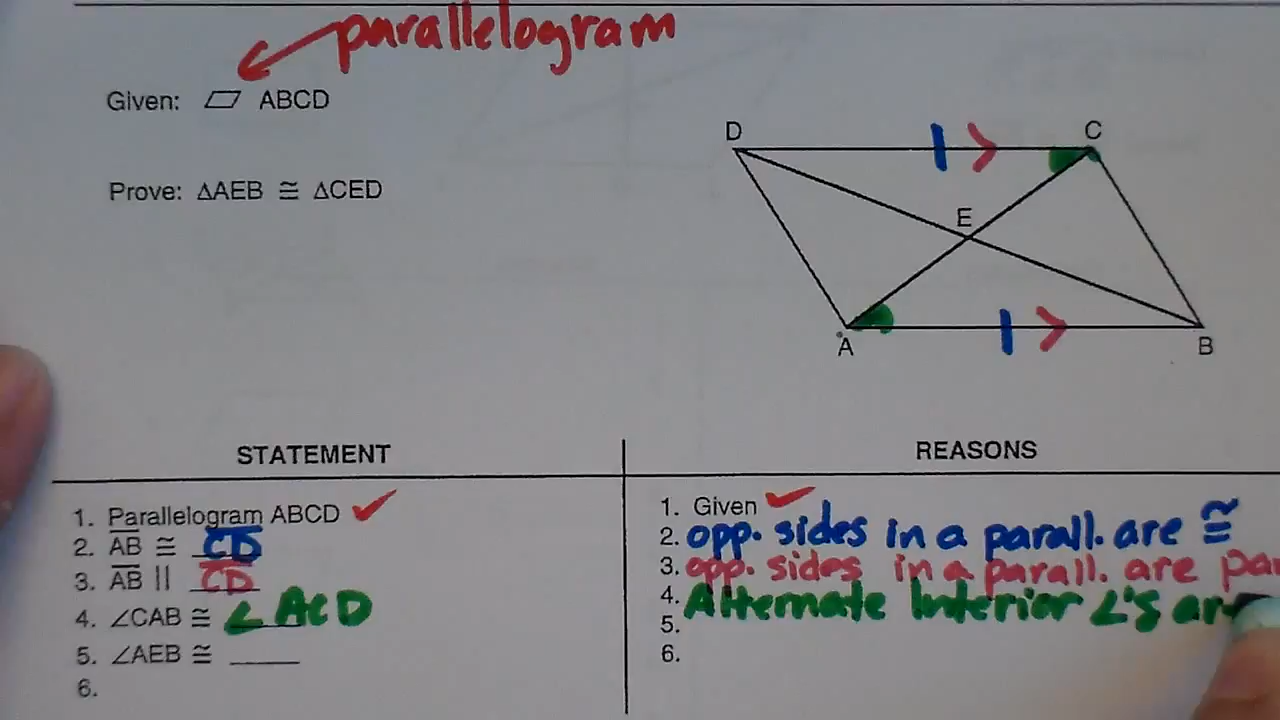 parallelogram
Given: ▱ ABCD
Prove: ΔAEB ≅ ΔCED
D
C
E
A
B
STATEMENT
REASONS
1. Parallelogram ABCD ✓
2. AB ≅ CD
3. AB || CD
4. ∠CAB ≅ ∠ACD
5. ∠AEB ≅ ____
6.
1. Given ✓
2. opp. sides in a parall. are ≅
3. opp. sides in a parall. are
4. Alternate Interior ∠'s
5.
6.